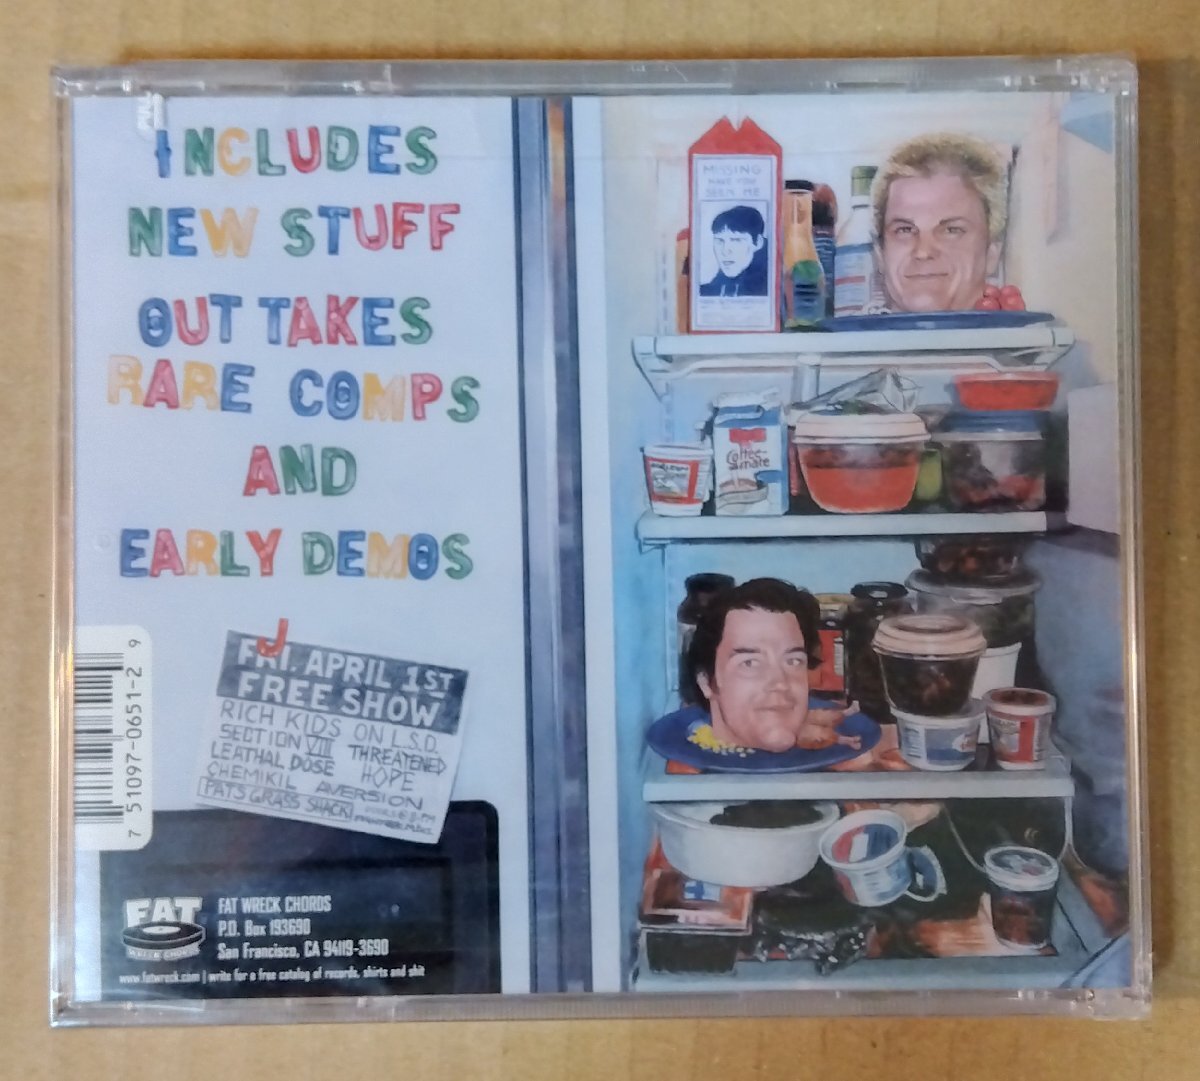 INCLUDES
NEW STUFF
OUT TAKES
RARE COMPS
AND
EARLY DEMOS
FRI. APRIL 1ST
FREE SHOW
RICH KIDS ON L.S.D.
SECTION VIII THREATENED
LEATHAL DOSE HOPE
CHEMIKIL AVERSION
PATS GRASS SHACK
7 51097-0651-2 9
FAT
WRECK CHORDS
FAT WRECK CHORDS
P.O. Box 193690
San Francisco, CA 94119-3690
www.fatwreck.com | write for a free catalog of records, shirts and shit
MISSING
HAVE YOU
SEEN ME
Coffee-
mate